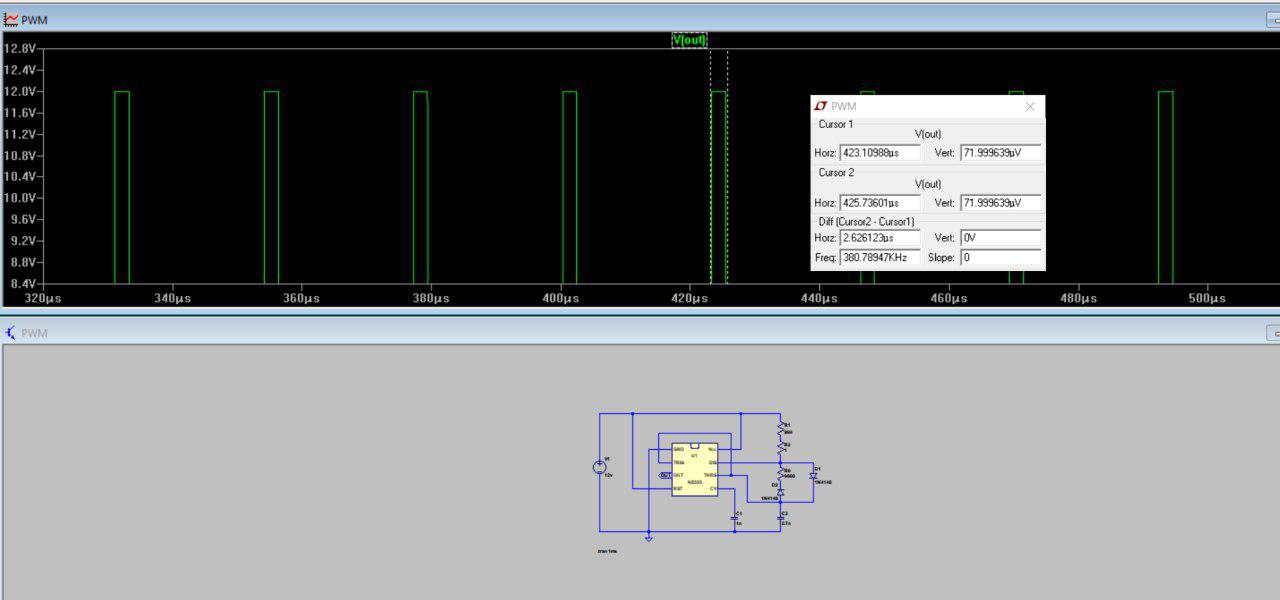 PWM
V(out)
12.8V
12.4V
12.0V
11.6V
11.2V
10.8V
10.4V
10.0V
9.6V
9.2V
8.8V
8.4V
320µs 340µs 360µs 380µs 400µs 420µs 440µs 460µs 480µs 500µs
PWM
Cursor 1
V(out)
Horz: 423.10988µs Vert: 71.999639µV
Cursor 2
V(out)
Horz: 425.73601µs Vert: 71.999639µV
Diff (Cursor2 - Cursor1)
Horz: 2.626123µs Vert: 0V
Freq: 380.78947KHz Slope: 0
PWM
R1
R2
1
GND Vcc
U1
TRIG DIS
OUT OUT THRS
NE555
RST CV
V1
12v
D1
1N4148
D2
1N4148
C1
1n